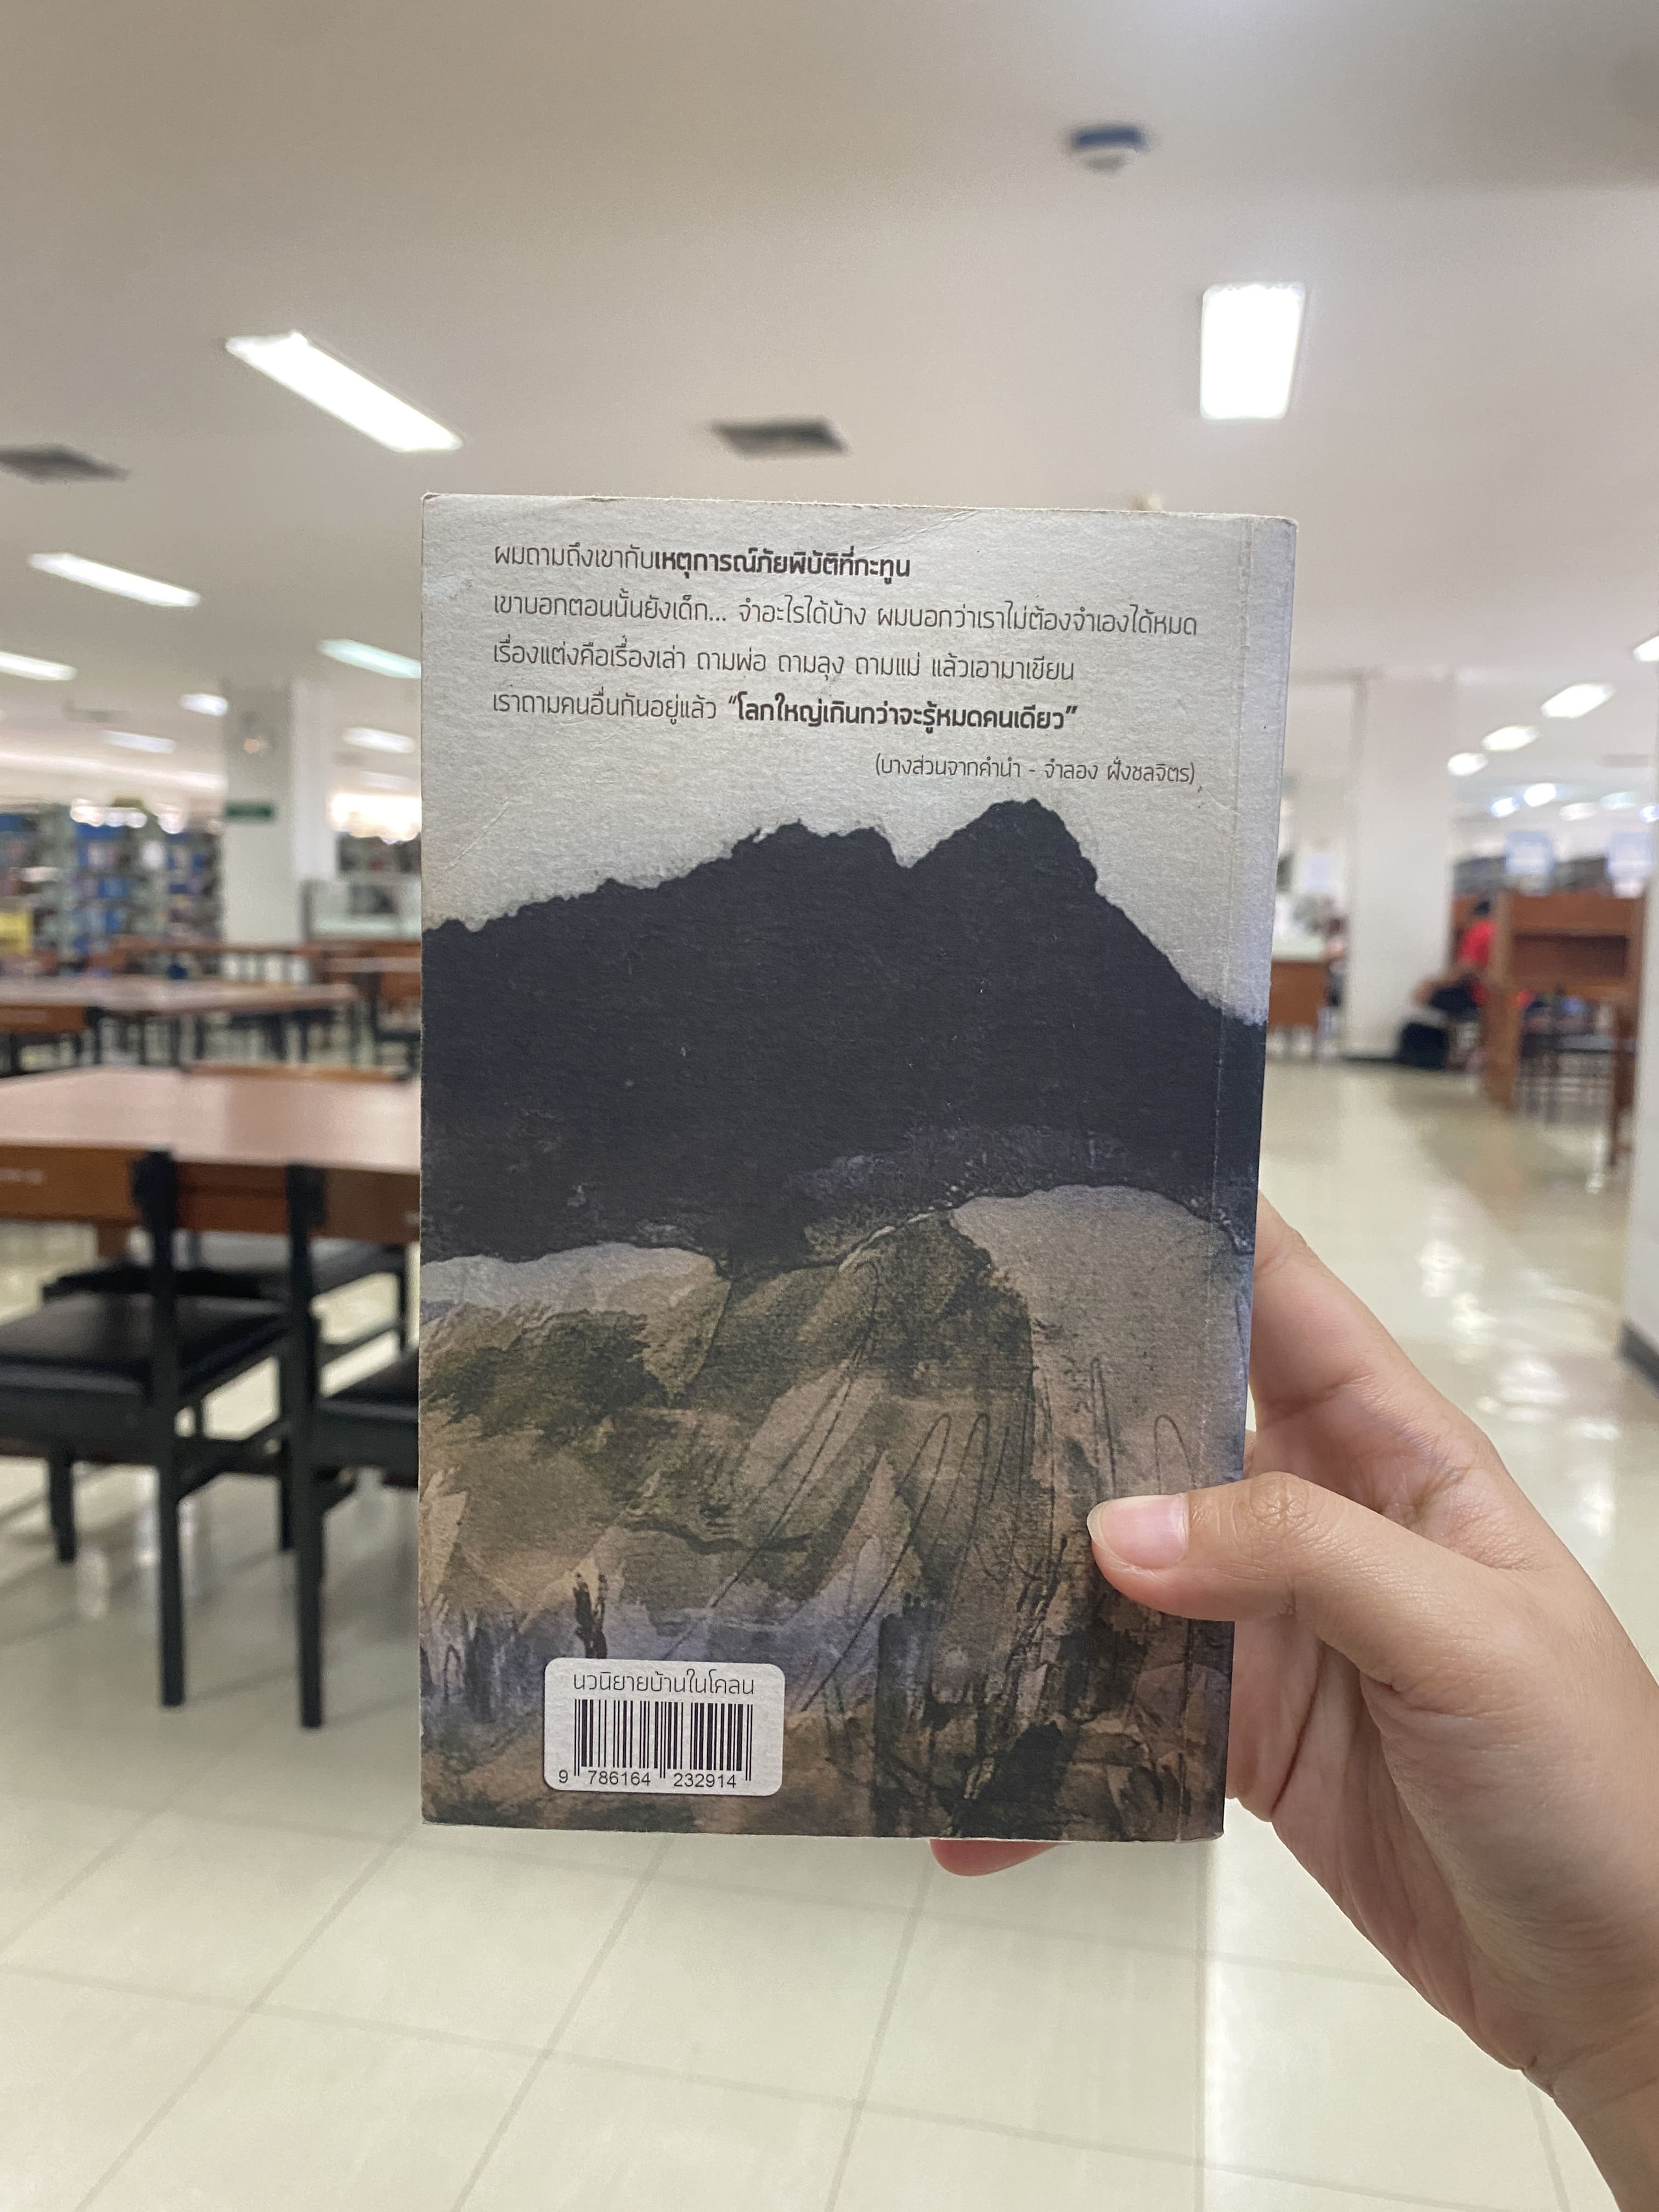 ผมถามถึงเขากับเหตุการณ์ภัยพิบัติที่กะทูน
เขาบอกตอนนั้นยังเด็ก... จำอะไรได้บ้าง ผมบอกว่าเราไม่ต้องจำเองได้หมด
เรื่องแต่งคือเรื่องเล่า ถามพ่อ ถามลุง ถามแม่ แล้วเอามาเขียน
เราถามคนอื่นกันอยู่แล้ว “โลกใหญ่เกินกว่าจะรู้หมดคนเดียว”
(บางส่วนจากคำนำ - จำลอง ฝั่งชลจิตร)
นวนิยายบ้านในโคลน
9 786164 232914